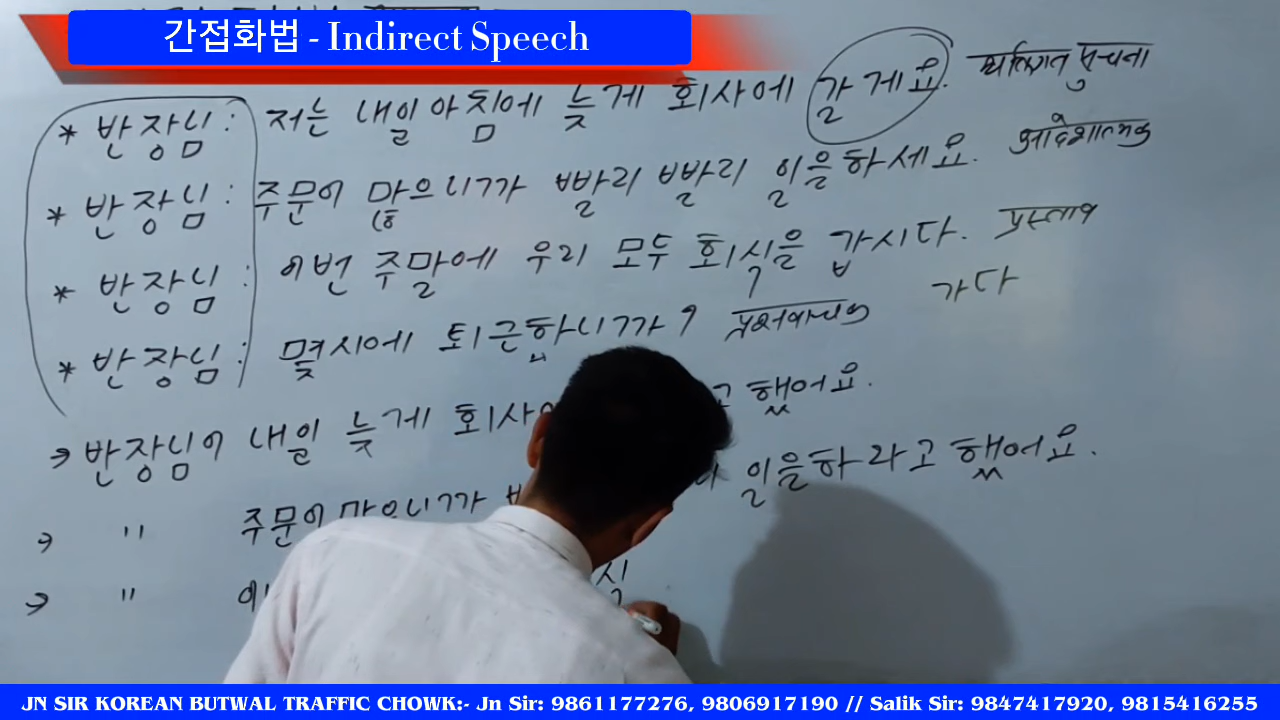 간접화법 - Indirect Speech
* 반장님 : 저는 내일 아침에 늦게 회사에 갈게요. व्यक्तिगत सुचना
* 반장님 : 주문이 많으니까 빨리 빨리 일을하세요. आदेशात्मक
* 반장님 : 이번 주말에 우리 모두 회식을 갑시다. प्रस्ताव
* 반장님 : 몇시에 퇴근합니까? प्रश्नवाचक 가다
→ 반장님이 내일 늦게 회사에 고 했어요.
→ " 주문이 많으니까 일을하라고 했어요.
→ " 식
JN SIR KOREAN BUTWAL TRAFFIC CHOWK:- Jn Sir: 9861177276, 9806917190 // Salik Sir: 9847417920, 9815416255